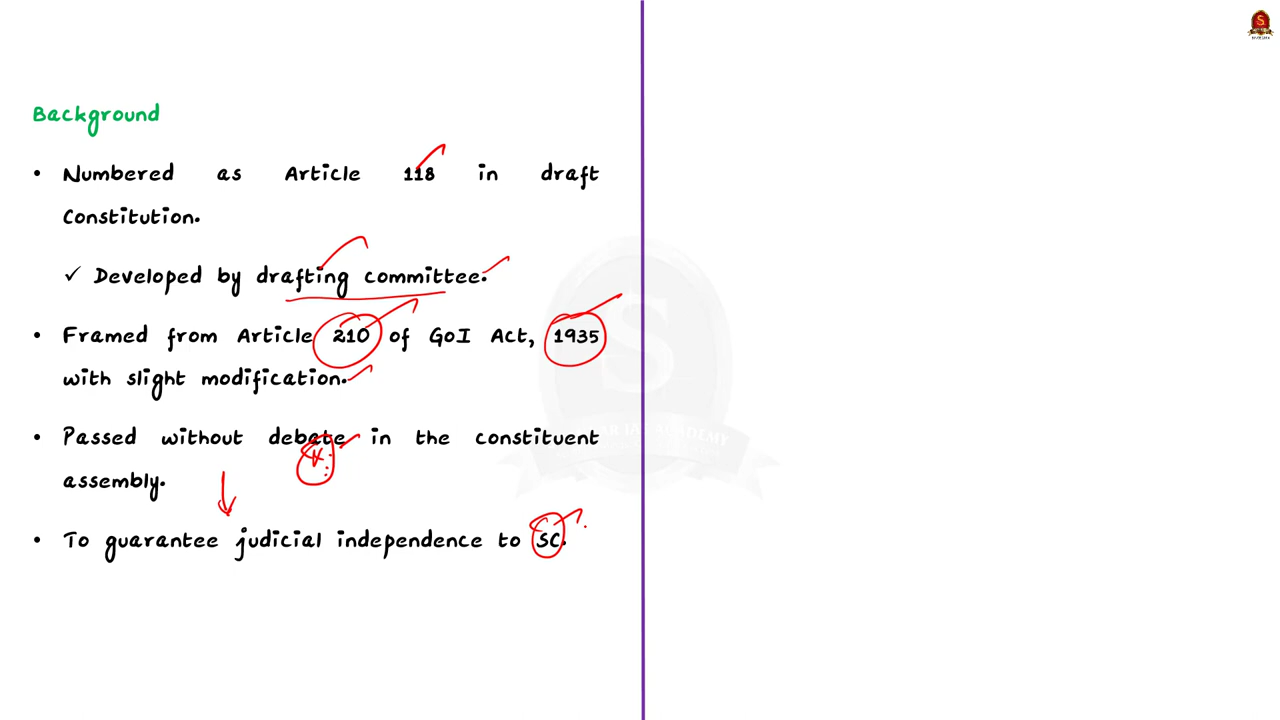 Background
• Numbered as Article 118 in draft
Constitution.
✓ Developed by drafting committee.
• Framed from Article 210 of GoI Act, 1935
with slight modification.
• Passed without debate in the constituent
assembly.
• To guarantee judicial independence to SC.